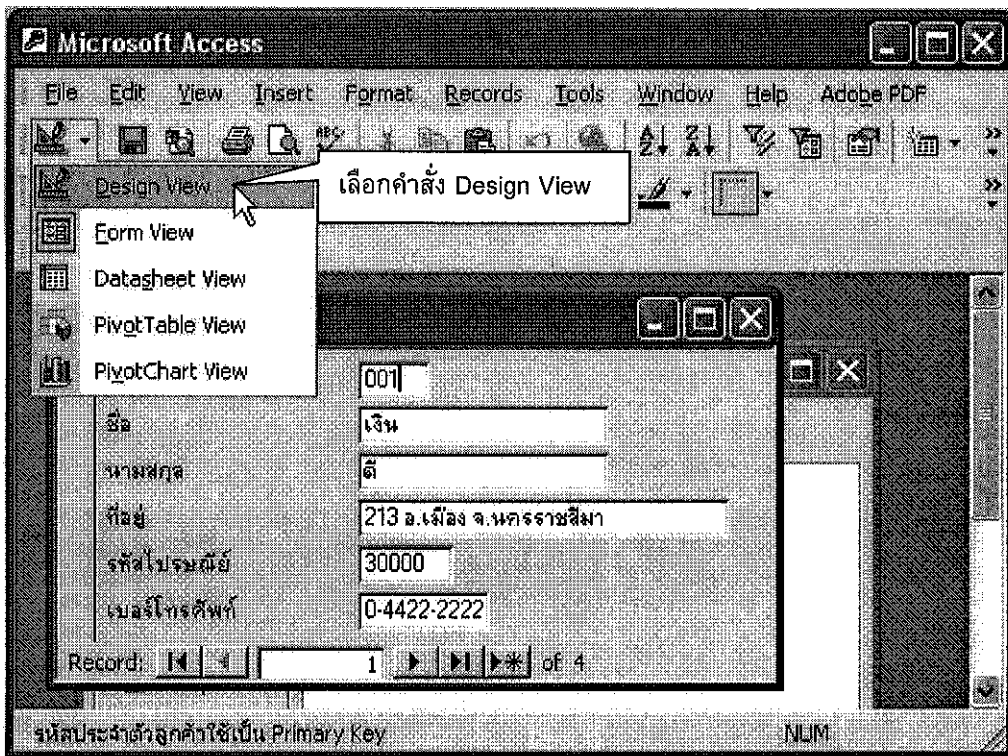 Microsoft Access
File Edit View Insert Format Records Tools Window Help Adobe PDF
Design View
เลือกคำสั่ง Design View
Form View
Datasheet View
PivotTable View
PivotChart View
001
ชื่อ
เงิน
นามสกุล
ดี
ที่อยู่
213 อ.เมือง จ.นครราชสีมา
รหัสไปรษณีย์
30000
เบอร์โทรศัพท์
0-4422-2222
Record: 1 of 4
รหัสประจำตัวลูกค้าใช้เป็น Primary Key
NUM